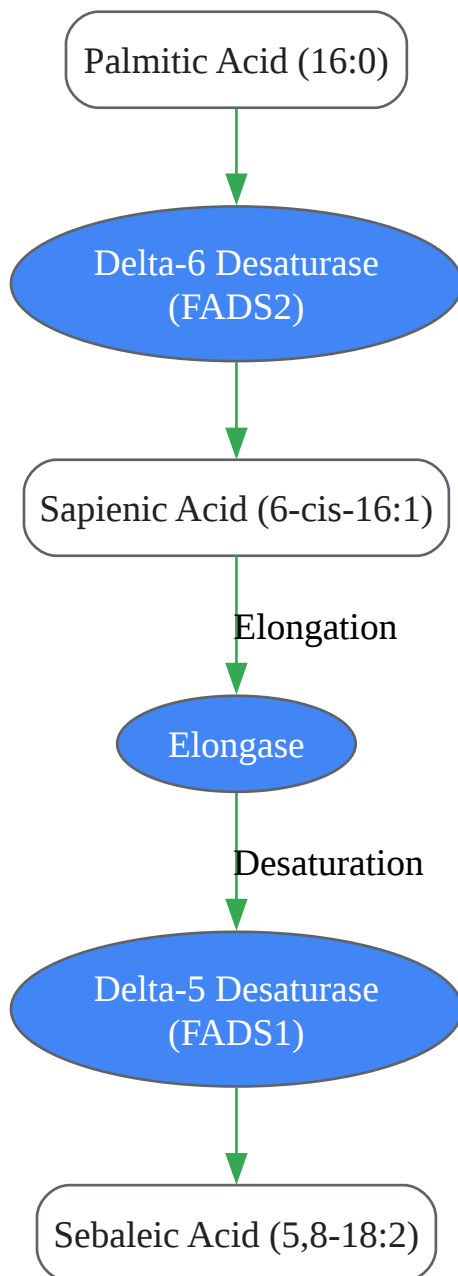 Palmitic Acid (16:0)
Delta-6 Desaturase
(FADS2)
Sapienic Acid (6-cis-16:1)
Elongation
Elongase
Desaturation
Delta-5 Desaturase
(FADS1)
Sebaleic Acid (5,8-18:2)